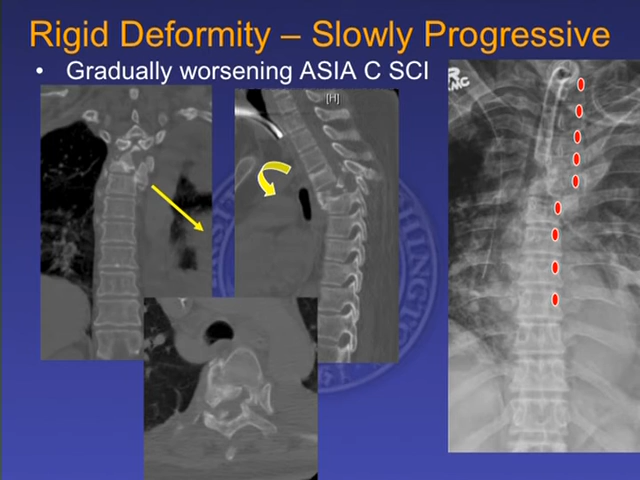 Rigid Deformity – Slowly Progressive
• Gradually worsening ASIA C SCI
[H]